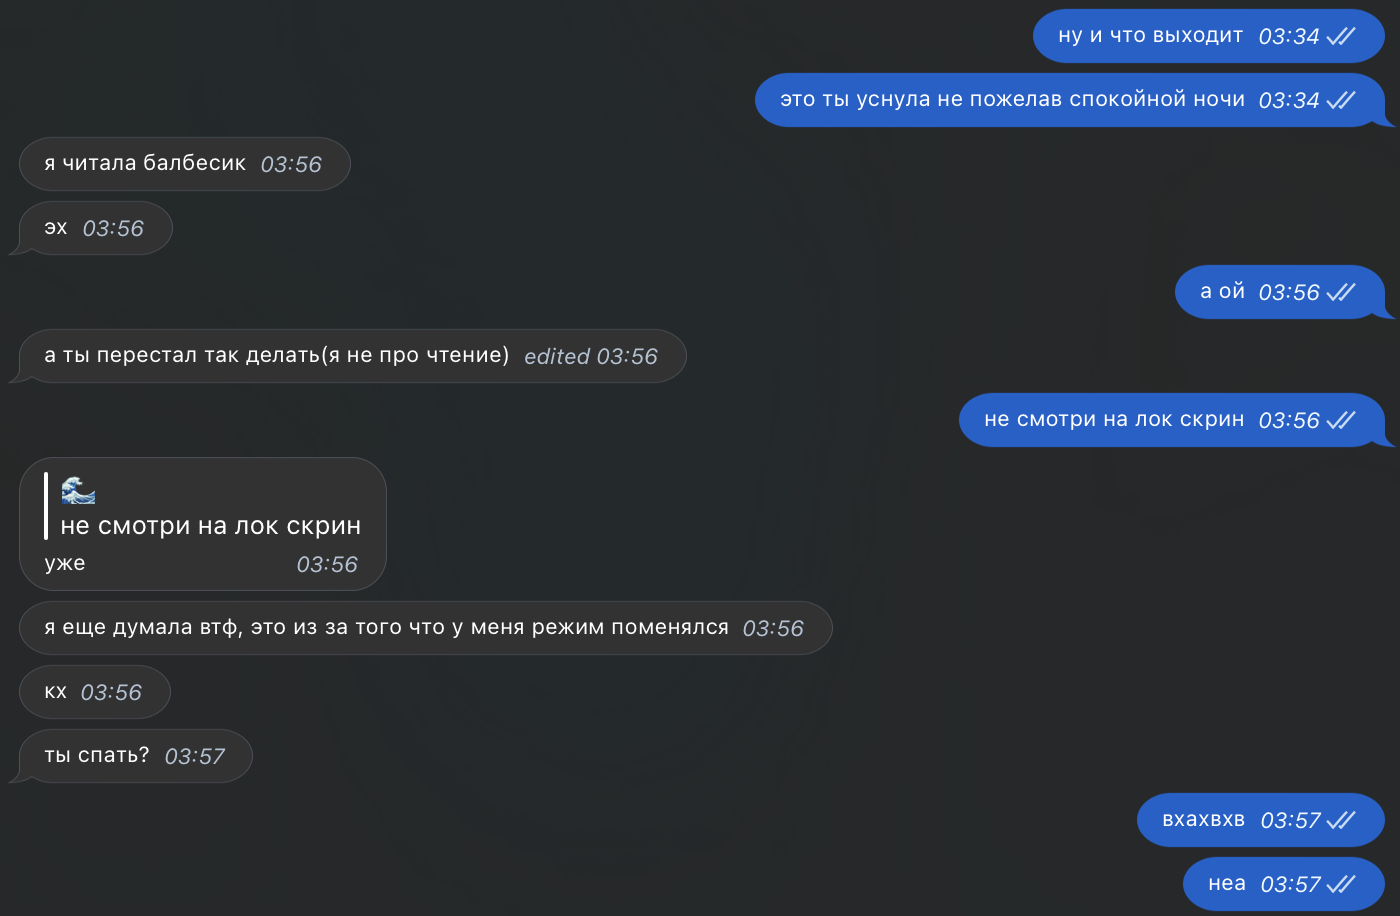 ну и что выходит 03:34
это ты уснула не пожелав спокойной ночи 03:34
я читала балбесик 03:56
эх 03:56
а ой 03:56
а ты перестал так делать(я не про чтение) edited 03:56
не смотри на лок скрин 03:56
🌊
не смотри на лок скрин
уже 03:56
я еще думала втф, это из за того что у меня режим поменялся 03:56
кх 03:56
ты спать? 03:57
вхахвхв 03:57
неа 03:57